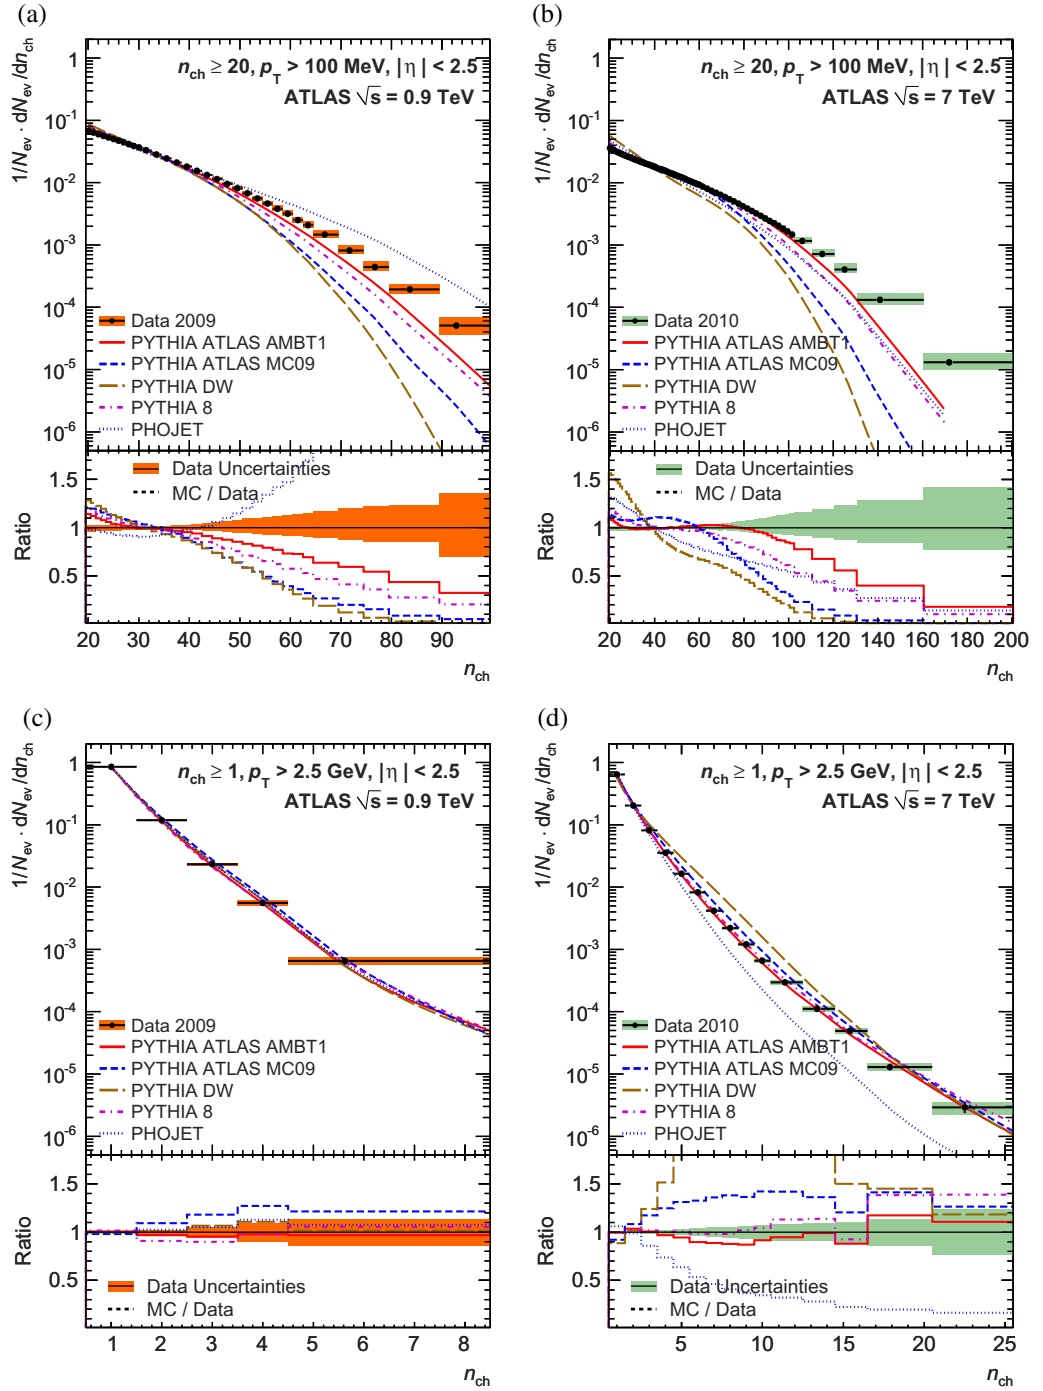 (a)
1/N_ev · dN_ev/dn_ch
n_ch ≥ 20, p_T > 100 MeV, |η| < 2.5
ATLAS √s = 0.9 TeV
1
10^-1
10^-2
10^-3
10^-4
10^-5
10^-6
Data 2009
PYTHIA ATLAS AMBT1
PYTHIA ATLAS MC09
PYTHIA DW
PYTHIA 8
PHOJET
Ratio
1.5
1
0.5
Data Uncertainties
MC / Data
20 30 40 50 60 70 80 90
n_ch
(b)
1/N_ev · dN_ev/dn_ch
n_ch ≥ 20, p_T > 100 MeV, |η| < 2.5
ATLAS √s = 7 TeV
1
10^-1
10^-2
10^-3
10^-4
10^-5
10^-6
Data 2010
PYTHIA ATLAS AMBT1
PYTHIA ATLAS MC09
PYTHIA DW
PYTHIA 8
PHOJET
Ratio
1.5
1
0.5
Data Uncertainties
MC / Data
20 40 60 80 100 120 140 160 180 200
n_ch
(c)
1/N_ev · dN_ev/dn_ch
n_ch ≥ 1, p_T > 2.5 GeV, |η| < 2.5
ATLAS √s = 0.9 TeV
1
10^-1
10^-2
10^-3
10^-4
10^-5
10^-6
Data 2009
PYTHIA ATLAS AMBT1
PYTHIA ATLAS MC09
PYTHIA DW
PYTHIA 8
PHOJET
Ratio
1.5
1
0.5
Data Uncertainties
MC / Data
1 2 3 4 5 6 7 8
n_ch
(d)
1/N_ev · dN_ev/dn_ch
n_ch ≥ 1, p_T > 2.5 GeV, |η| < 2.5
ATLAS √s = 7 TeV
1
10^-1
10^-2
10^-3
10^-4
10^-5
10^-6
Data 2010
PYTHIA ATLAS AMBT1
PYTHIA ATLAS MC09
PYTHIA DW
PYTHIA 8
PHOJET
Ratio
1.5
1
0.5
Data Uncertainties
MC / Data
5 10 15 20 25
n_ch